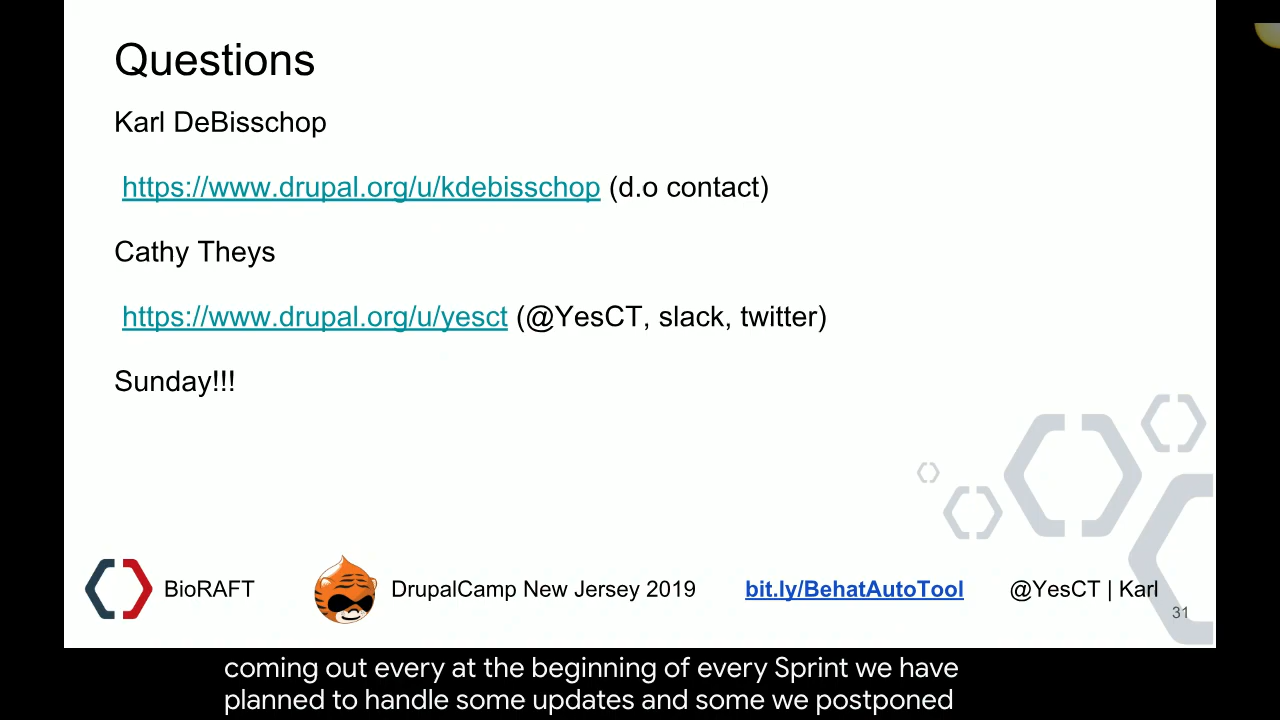 Questions
Karl DeBisschop
https://www.drupal.org/u/kdebisschop (d.o contact)
Cathy Theys
https://www.drupal.org/u/yesct (@YesCT, slack, twitter)
Sunday!!!
BioRAFT DrupalCamp New Jersey 2019 bit.ly/BehatAutoTool @YesCT | Karl
31
coming out every at the beginning of every Sprint we have
planned to handle some updates and some we postponed